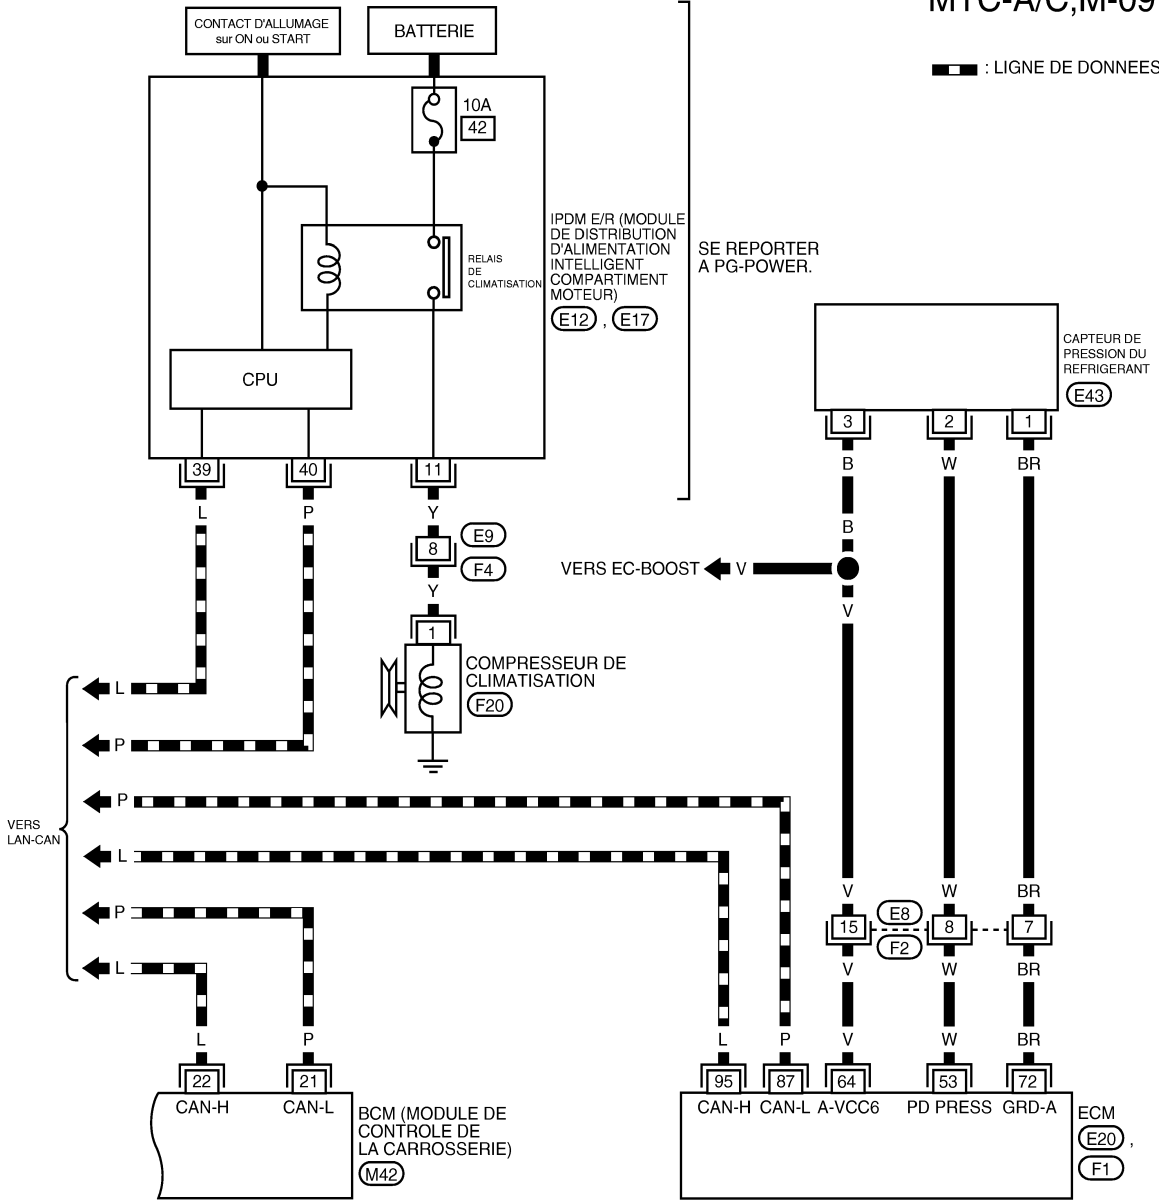 MTC-A/C,M-09
CONTACT D'ALLUMAGE
sur ON ou START
BATTERIE
: LIGNE DE DONNEES
10A
42
IPDM E/R (MODULE
DE DISTRIBUTION
D'ALIMENTATION
INTELLIGENT
COMPARTIMENT
MOTEUR)
E12 , E17
SE REPORTER
A PG-POWER.
RELAIS
DE
CLIMATISATION
CPU
CAPTEUR DE
PRESSION DU
REFRIGERANT
E43
3 2 1
39 40 11
B W BR
L P Y
B
E9
8
F4
VERS EC-BOOST V
Y
V
1
COMPRESSEUR DE
CLIMATISATION
F20
L
P
P
VERS
LAN-CAN
L
P
L
V W BR
E8
15 8 7
F2
V W BR
L P L P V W BR
22 21 95 87 64 53 72
CAN-H CAN-L CAN-H CAN-L A-VCC6 PD PRESS GRD-A
BCM (MODULE DE
CONTROLE DE
LA CARROSSERIE)
M42
ECM
E20 ,
F1